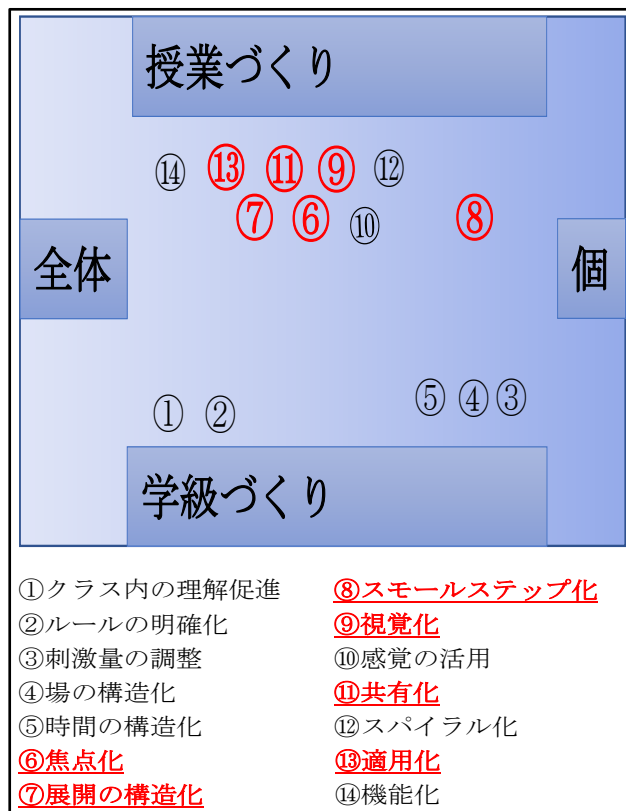 授業づくり
⑭ ⑬ ⑪ ⑨ ⑫
⑦ ⑥ ⑩ ⑧
全体 個
⑤ ④ ③
① ②
学級づくり
①クラス内の理解促進 ⑧スモールステップ化
②ルールの明確化 ⑨視覚化
③刺激量の調整 ⑩感覚の活用
④場の構造化 ⑪共有化
⑤時間の構造化 ⑫スパイラル化
⑥焦点化 ⑬適用化
⑦展開の構造化 ⑭機能化